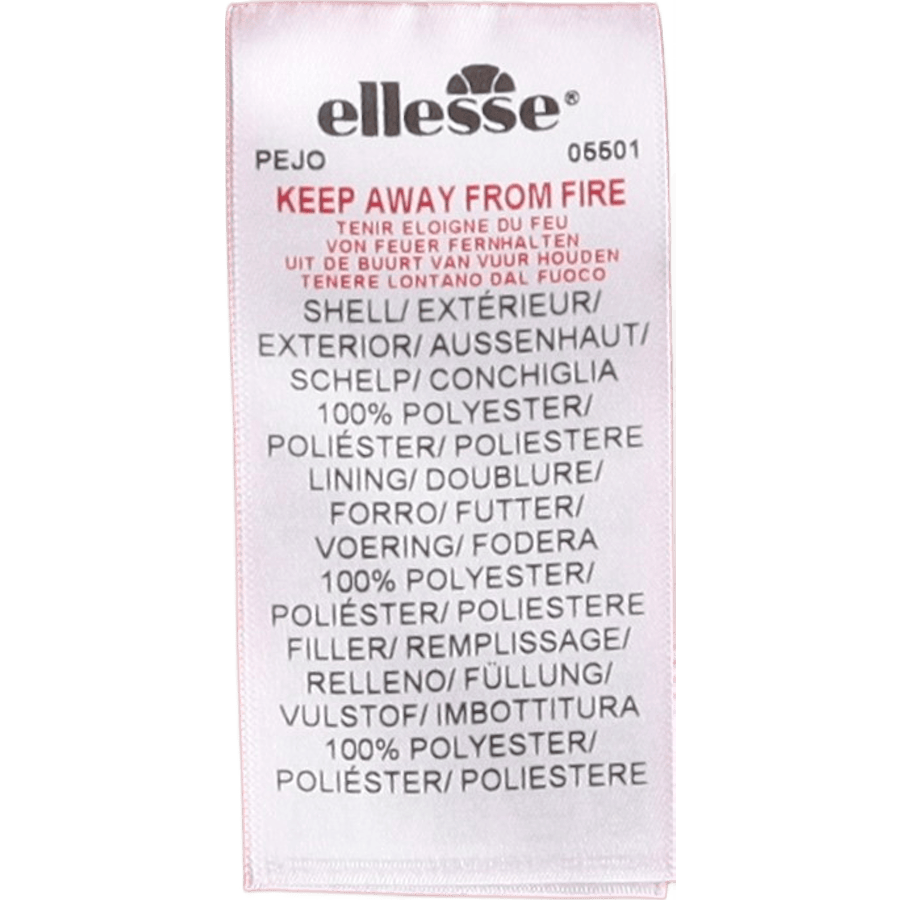 ellesse®
PEJO 05501
KEEP AWAY FROM FIRE
TENIR ELOIGNE DU FEU
VON FEUER FERNHALTEN
UIT DE BUURT VAN VUUR HOUDEN
TENERE LONTANO DAL FUOCO
SHELL/ EXTÉRIEUR/
EXTERIOR/ AUSSENHAUT/
SCHELP/ CONCHIGLIA
100% POLYESTER/
POLIÉSTER/ POLIESTERE
LINING/ DOUBLURE/
FORRO/ FUTTER/
VOERING/ FODERA
100% POLYESTER/
POLIÉSTER/ POLIESTERE
FILLER/ REMPLISSAGE/
RELLENO/ FÜLLUNG/
VULSTOF/ IMBOTTITURA
100% POLYESTER/
POLIÉSTER/ POLIESTERE